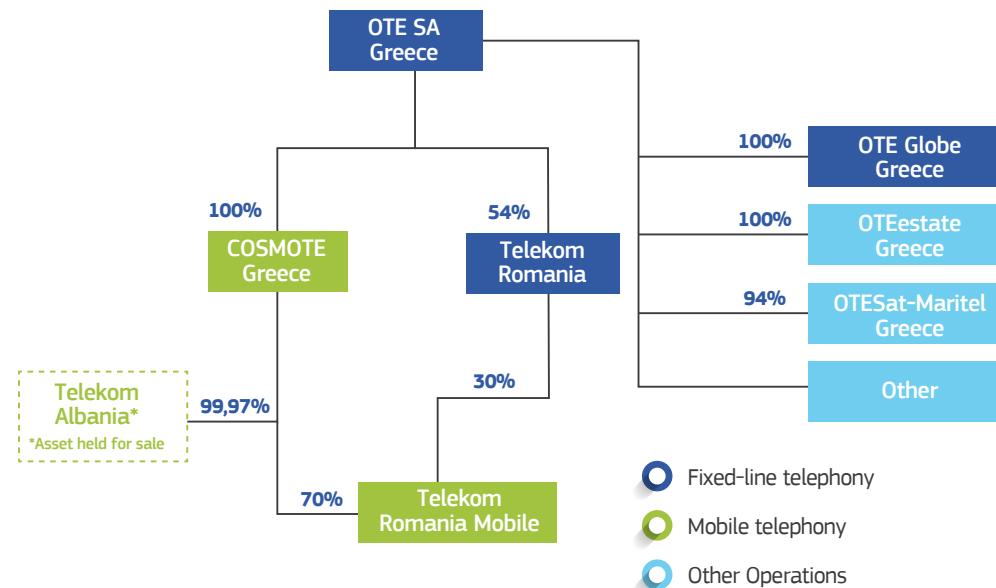 OTE SA
Greece
100%
OTE Globe
Greece
100%
54%
100%
OTEestate
Greece
COSMOTE
Greece
Telekom
Romania
94%
OTESat-Maritel
Greece
30%
Other
Telekom
Albania*
*Asset held for sale
99,97%
70%
Telekom
Romania Mobile
Fixed-line telephony
Mobile telephony
Other Operations